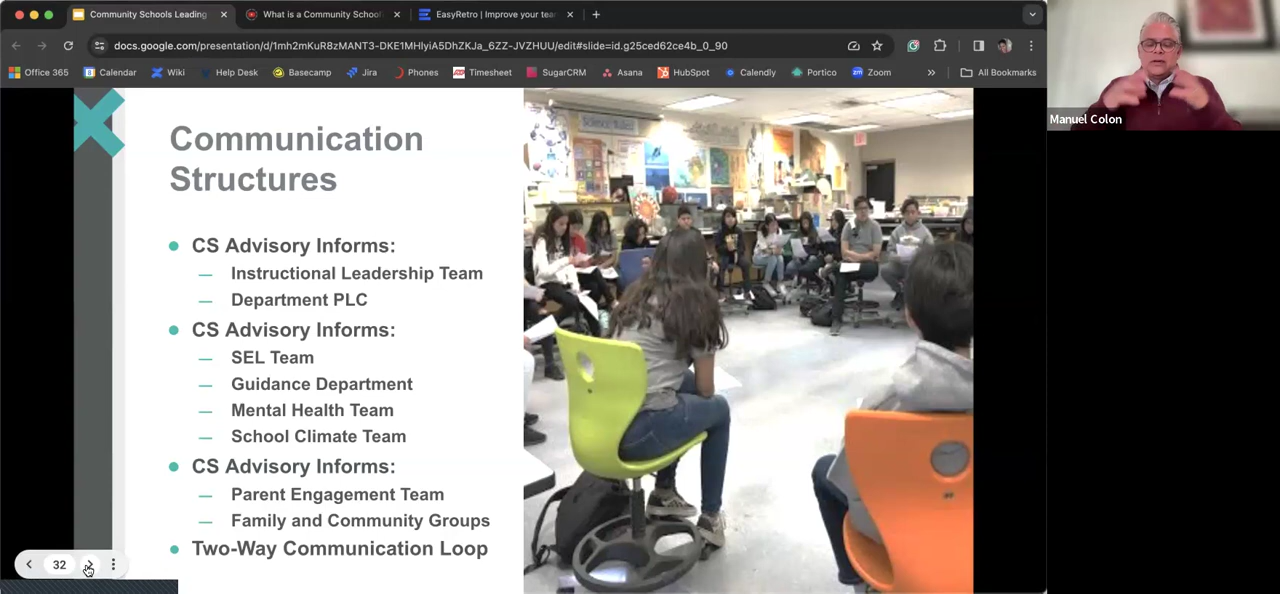 Community Schools Leading
What is a Community School
EasyRetro | Improve your tea
docs.google.com/presentation/d/1mh2mKuR8zMANT3-DKE1MHlyiA5DhZKJa_6ZZ-JVZHUU/edit#slide=id.g25ced62ce4b_0_90
Office 365
Calendar
Wiki
Help Desk
Basecamp
Jira
Phones
Timesheet
SugarCRM
Asana
HubSpot
Calendly
Portico
Zoom
All Bookmarks
Manuel Colon
Communication
Structures
CS Advisory Informs:
Instructional Leadership Team
Department PLC
CS Advisory Informs:
SEL Team
Guidance Department
Mental Health Team
School Climate Team
CS Advisory Informs:
Parent Engagement Team
Family and Community Groups
Two-Way Communication Loop
32